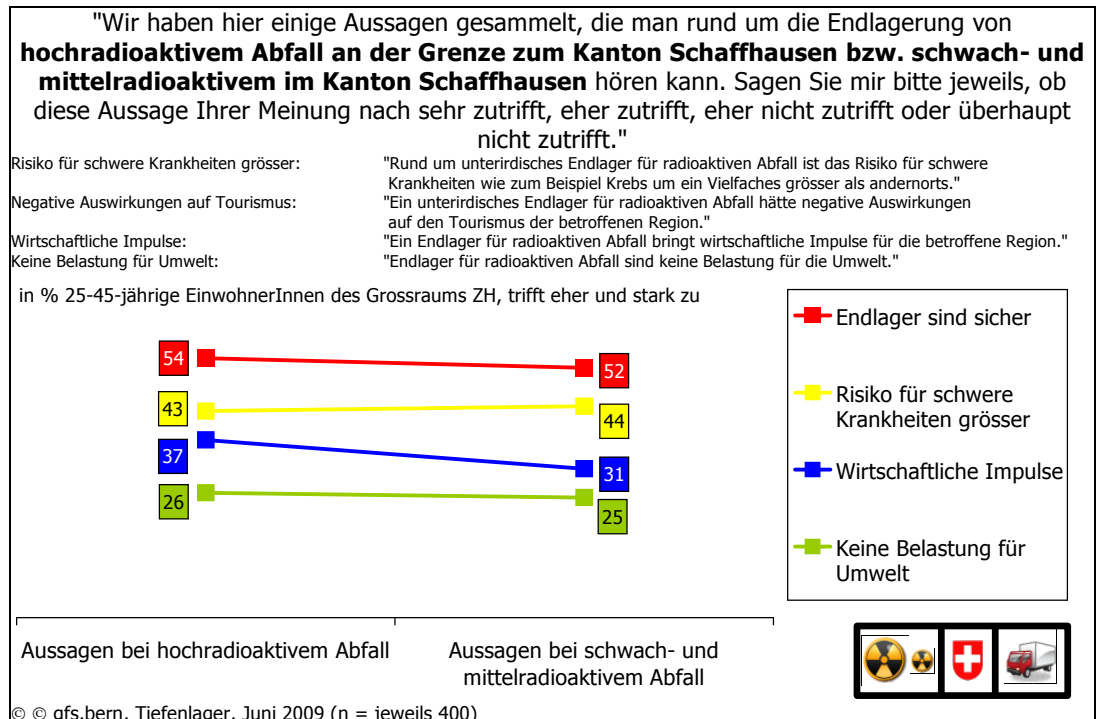 "Wir haben hier einige Aussagen gesammelt, die man rund um die Endlagerung von
hochradioaktivem Abfall an der Grenze zum Kanton Schaffhausen bzw. schwach- und
mittelradioaktivem im Kanton Schaffhausen hören kann. Sagen Sie mir bitte jeweils, ob
diese Aussage Ihrer Meinung nach sehr zutrifft, eher zutrifft, eher nicht zutrifft oder überhaupt
nicht zutrifft."
Risiko für schwere Krankheiten grösser: "Rund um unterirdisches Endlager für radioaktiven Abfall ist das Risiko für schwere
Krankheiten wie zum Beispiel Krebs um ein Vielfaches grösser als andernorts."
Negative Auswirkungen auf Tourismus: "Ein unterirdisches Endlager für radioaktiven Abfall hätte negative Auswirkungen
auf den Tourismus der betroffenen Region."
Wirtschaftliche Impulse: "Ein Endlager für radioaktiven Abfall bringt wirtschaftliche Impulse für die betroffene Region."
Keine Belastung für Umwelt: "Endlager für radioaktiven Abfall sind keine Belastung für die Umwelt."
in % 25-45-jährige EinwohnerInnen des Grossraums ZH, trifft eher und stark zu
54
52
43
44
37
31
26
25
Endlager sind sicher
Risiko für schwere
Krankheiten grösser
Wirtschaftliche Impulse
Keine Belastung für
Umwelt
Aussagen bei hochradioaktivem Abfall
Aussagen bei schwach- und
mittelradioaktivem Abfall
© © gfs.bern, Tiefenlager, Juni 2009 (n = jeweils 400)